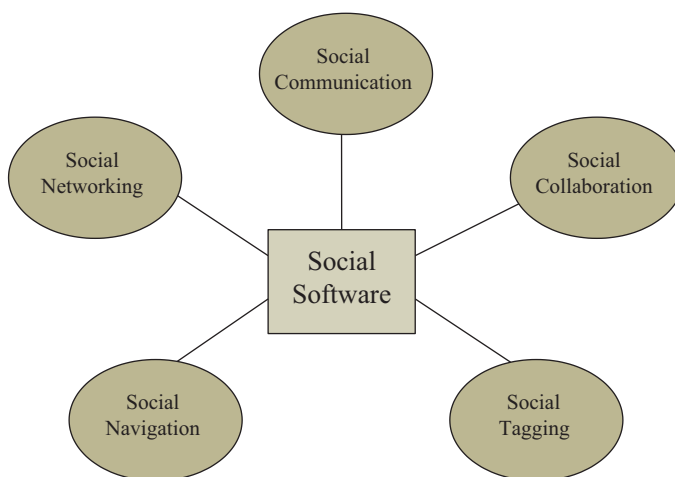 Social
Communication
Social
Networking
Social
Collaboration
Social
Software
Social
Navigation
Social
Tagging